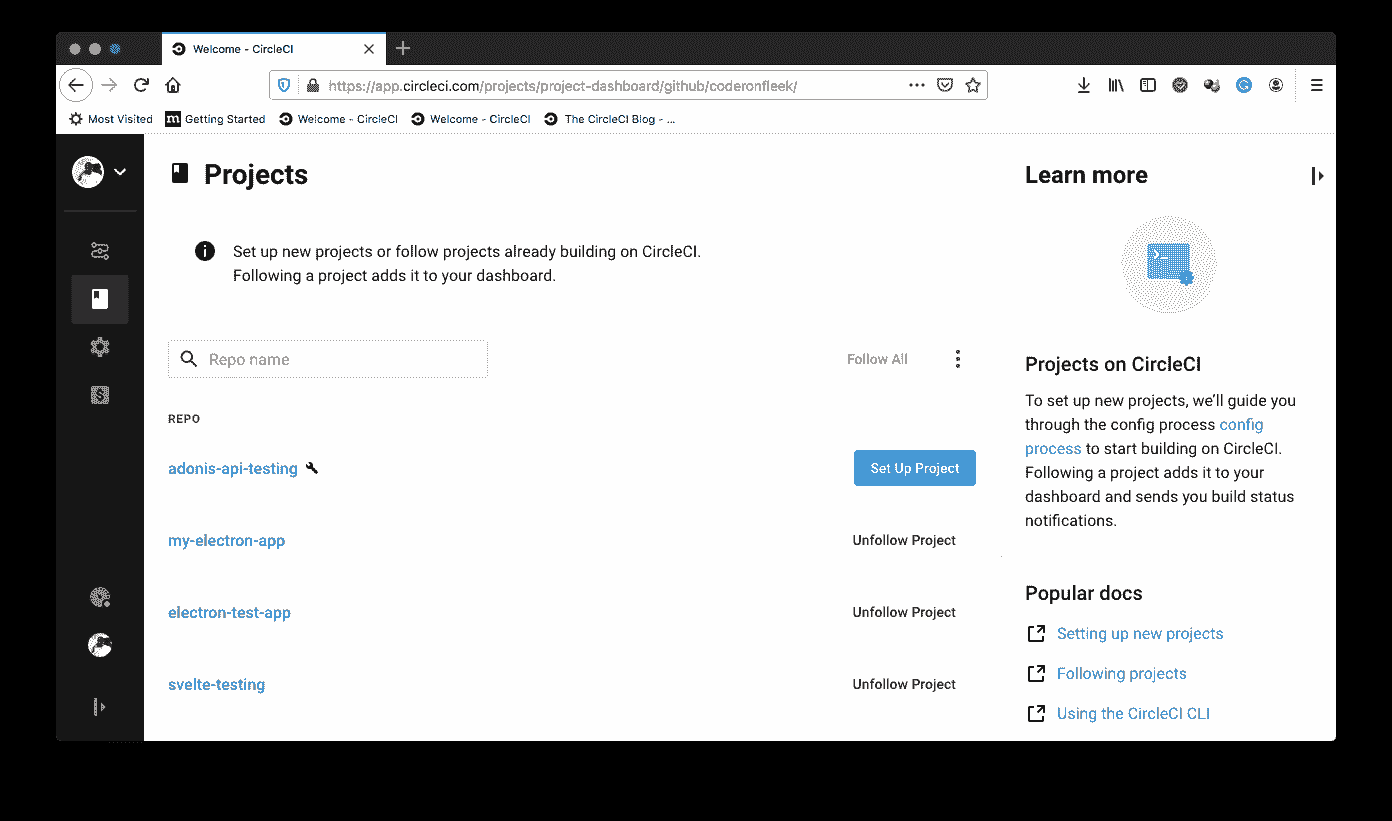 Welcome - CircleCI
https://app.circleci.com/projects/project-dashboard/github/coderonfleek/
Most Visited
Getting Started
Welcome - CircleCI
Welcome - CircleCI
The CircleCI Blog - ...
Projects
Set up new projects or follow projects already building on CircleCI.
Following a project adds it to your dashboard.
Repo name
Follow All
REPO
adonis-api-testing
Set Up Project
my-electron-app
Unfollow Project
electron-test-app
Unfollow Project
svelte-testing
Unfollow Project
Learn more
Projects on CircleCI
To set up new projects, we'll guide you
through the config process config
process to start building on CircleCI.
Following a project adds it to your
dashboard and sends you build status
notifications.
Popular docs
Setting up new projects
Following projects
Using the CircleCI CLI